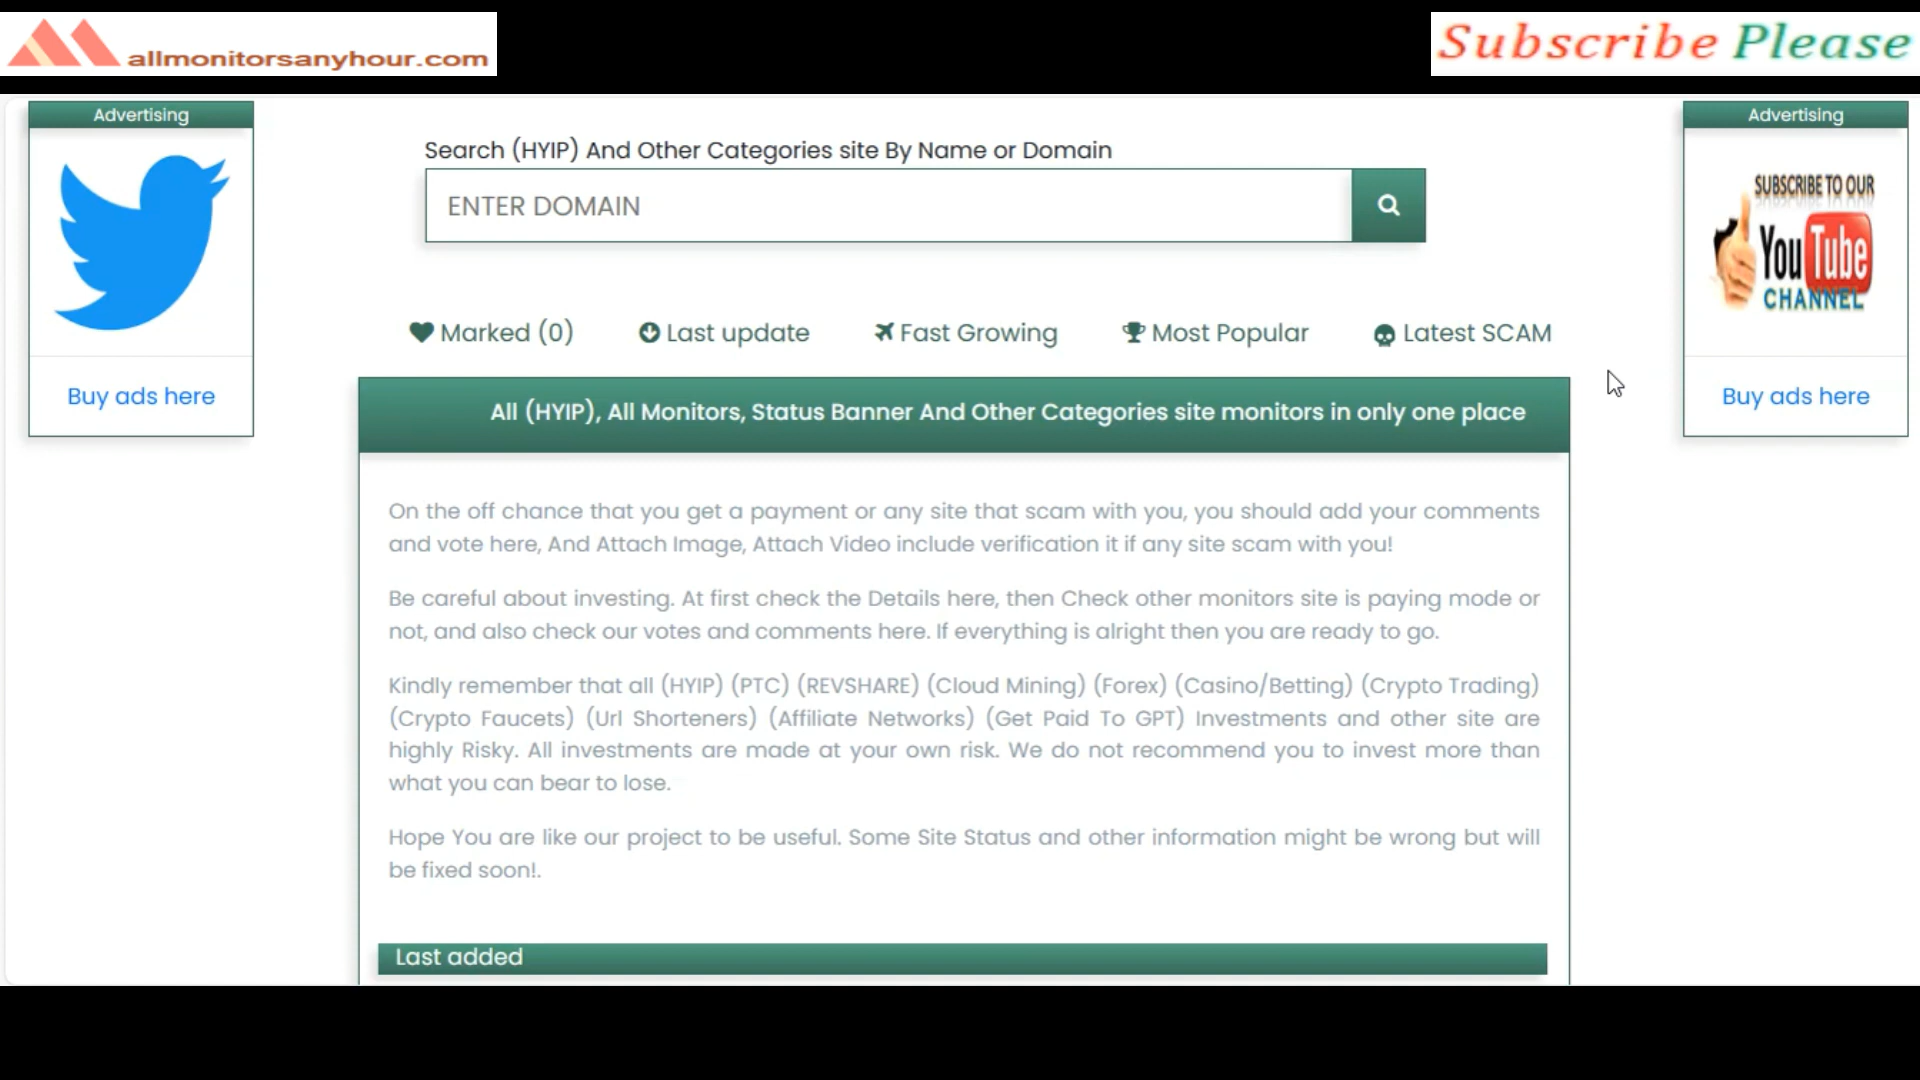 allmonitorsanyhour.com
Subscribe Please
Advertising
Buy ads here
Search (HYIP) And Other Categories site By Name or Domain
ENTER DOMAIN
Marked (0)
Last update
Fast Growing
Most Popular
Latest SCAM
All (HYIP), All Monitors, Status Banner And Other Categories site monitors in only one place
On the off chance that you get a payment or any site that scam with you, you should add your comments
and vote here, And Attach Image, Attach Video include verification it if any site scam with you!
Be careful about investing. At first check the Details here, then Check other monitors site is paying mode or
not, and also check our votes and comments here. If everything is alright then you are ready to go.
Kindly remember that all (HYIP) (PTC) (REVSHARE) (Cloud Mining) (Forex) (Casino/Betting) (Crypto Trading)
(Crypto Faucets) (Url Shorteners) (Affiliate Networks) (Get Paid To GPT) Investments and other site are
highly Risky. All investments are made at your own risk. We do not recommend you to invest more than
what you can bear to lose.
Hope You are like our project to be useful. Some Site Status and other information might be wrong but will
be fixed soon!.
Last added
Advertising
SUBSCRIBE TO OUR
YouTube
CHANNEL
Buy ads here